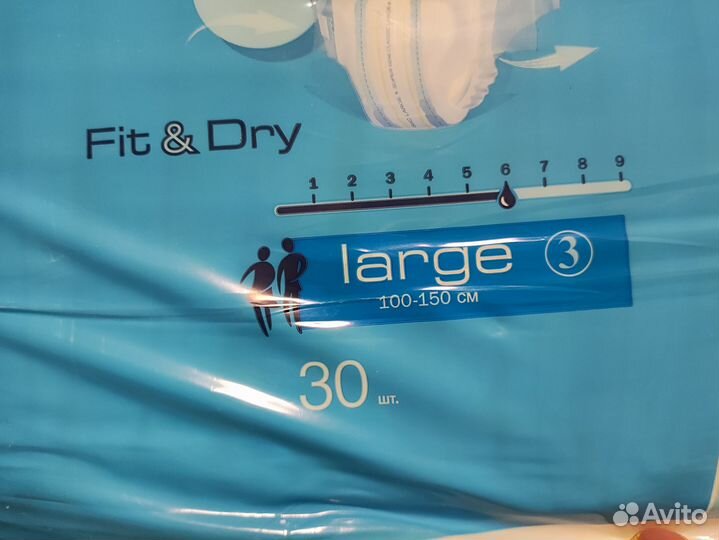 Fit & Dry
1 2 3 4 5 6 7 8 9
large 3
100-150 см
30 шт.
Avito